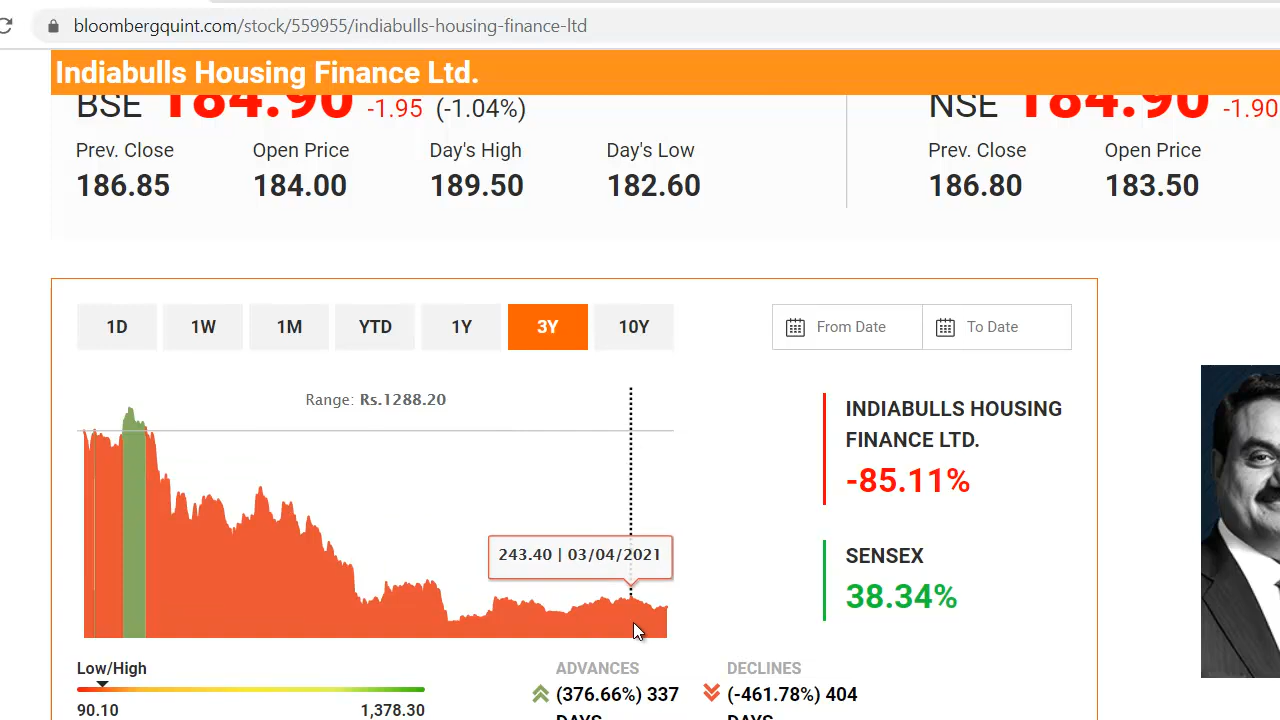 bloombergquint.com/stock/559955/indiabulls-housing-finance-ltd
Indiabulls Housing Finance Ltd.
BSE 184.90 -1.95 (-1.04%)
NSE 184.90 -1.90
Prev. Close Open Price Day's High Day's Low
186.85 184.00 189.50 182.60
Prev. Close Open Price
186.80 183.50
1D 1W 1M YTD 1Y 3Y 10Y
From Date To Date
Range: Rs.1288.20
243.40 | 03/04/2021
INDIABULLS HOUSING
FINANCE LTD.
-85.11%
SENSEX
38.34%
Low/High
90.10 1,378.30
ADVANCES
(376.66%) 337
DAYS
DECLINES
(-461.78%) 404
DAYS